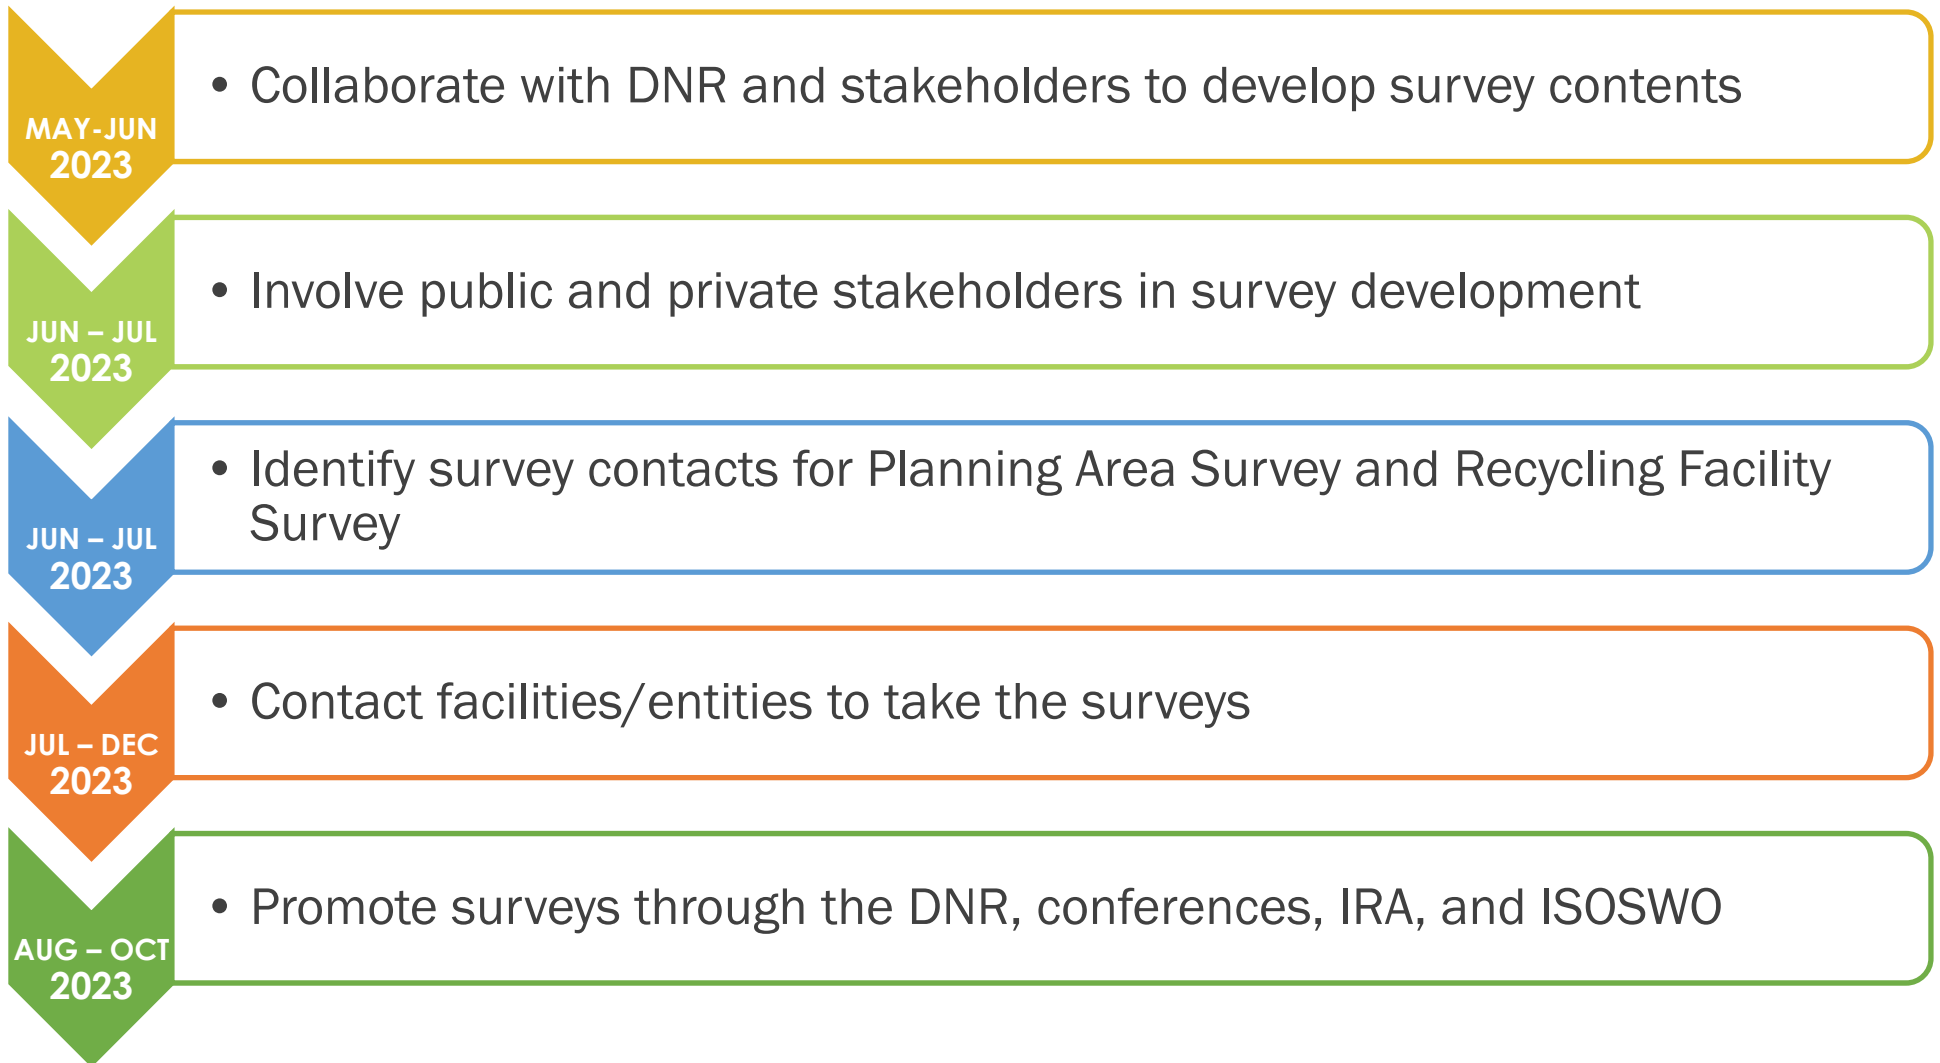 MAY-JUN
2023
• Collaborate with DNR and stakeholders to develop survey contents
JUN – JUL
2023
• Involve public and private stakeholders in survey development
JUN – JUL
2023
• Identify survey contacts for Planning Area Survey and Recycling Facility
Survey
JUL – DEC
2023
• Contact facilities/entities to take the surveys
AUG – OCT
2023
• Promote surveys through the DNR, conferences, IRA, and ISOSWO